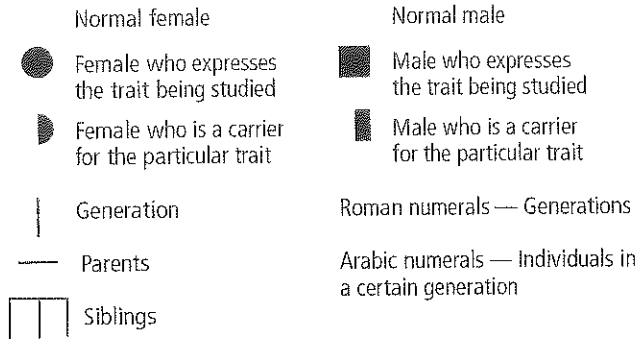 Normal female
Female who expresses
the trait being studied
Female who is a carrier
for the particular trait
Generation
Parents
Siblings
Normal male
Male who expresses
the trait being studied
Male who is a carrier
for the particular trait
Roman numerals — Generations
Arabic numerals — Individuals in
a certain generation